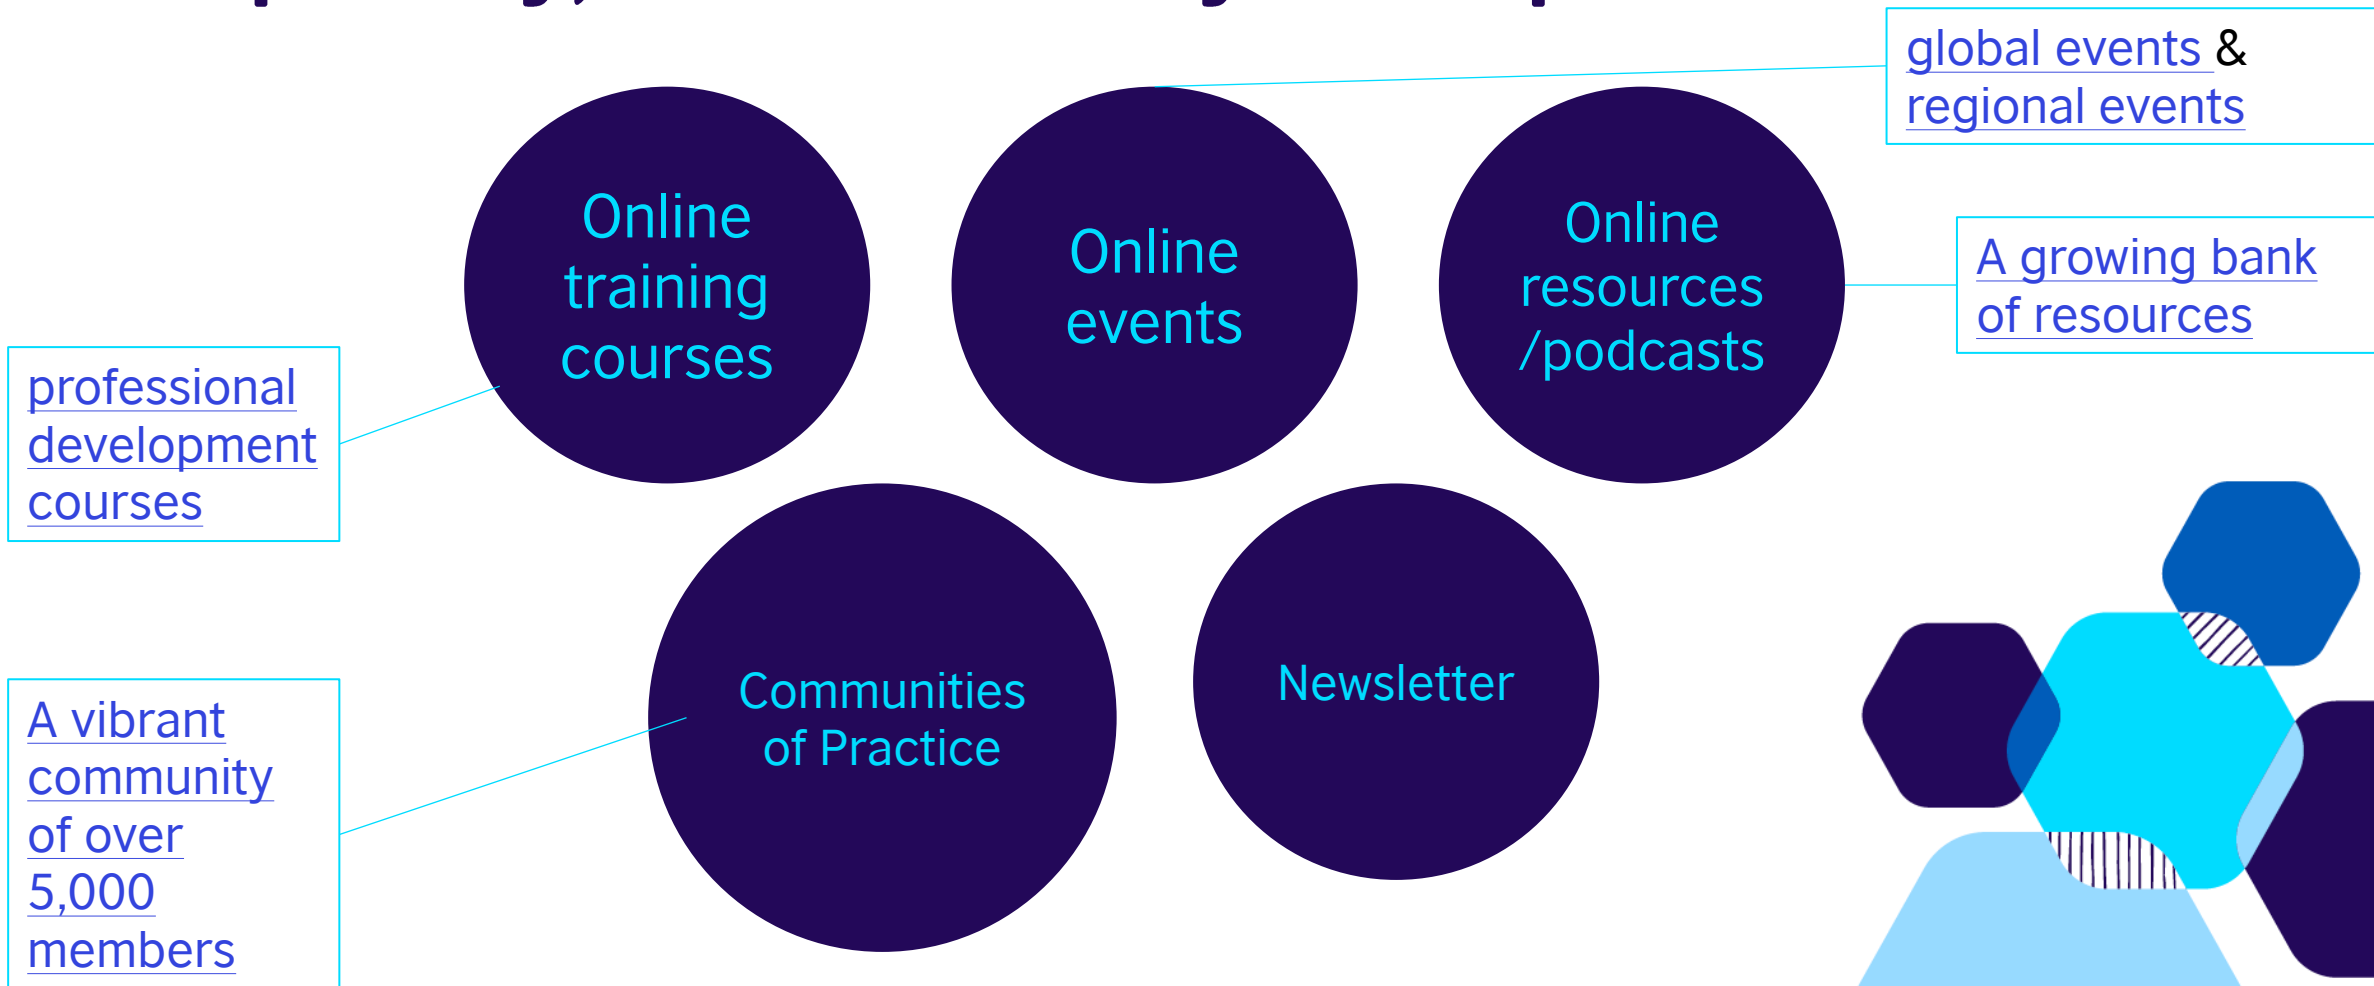 global events &
regional events
Online
training
courses
Online
events
Online
resources
/podcasts
A growing bank
of resources
professional
development
courses
Communities
of Practice
Newsletter
A vibrant
community
of over
5,000
members